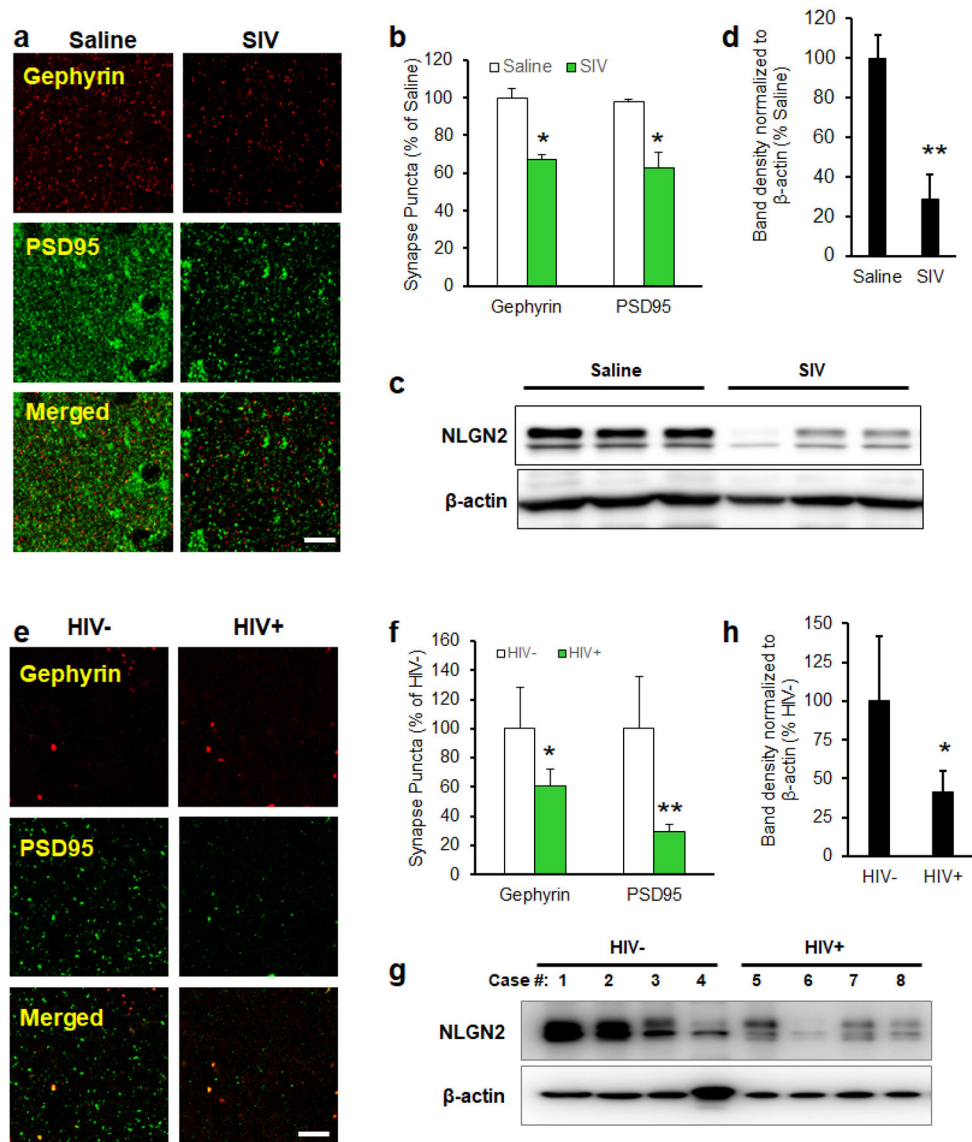 a
Saline SIV
Gephyrin
PSD95
Merged
b
Synapse Puncta (% of Saline)
120
100
80
60
40
20
0
Saline SIV
* *
Gephyrin PSD95
d
Band density normalized to
β-actin (% Saline)
120
100
80
60
40
20
0
**
Saline SIV
c
Saline SIV
NLGN2
β-actin
e
HIV- HIV+
Gephyrin
PSD95
Merged
f
Synapse Puncta (% of HIV-)
160
140
120
100
80
60
40
20
0
HIV- HIV+
* **
Gephyrin PSD95
h
Band density normalized to
β-actin (% HIV-)
150
125
100
75
50
25
0
*
HIV- HIV+
g
HIV- HIV+
Case #: 1 2 3 4 5 6 7 8
NLGN2
β-actin